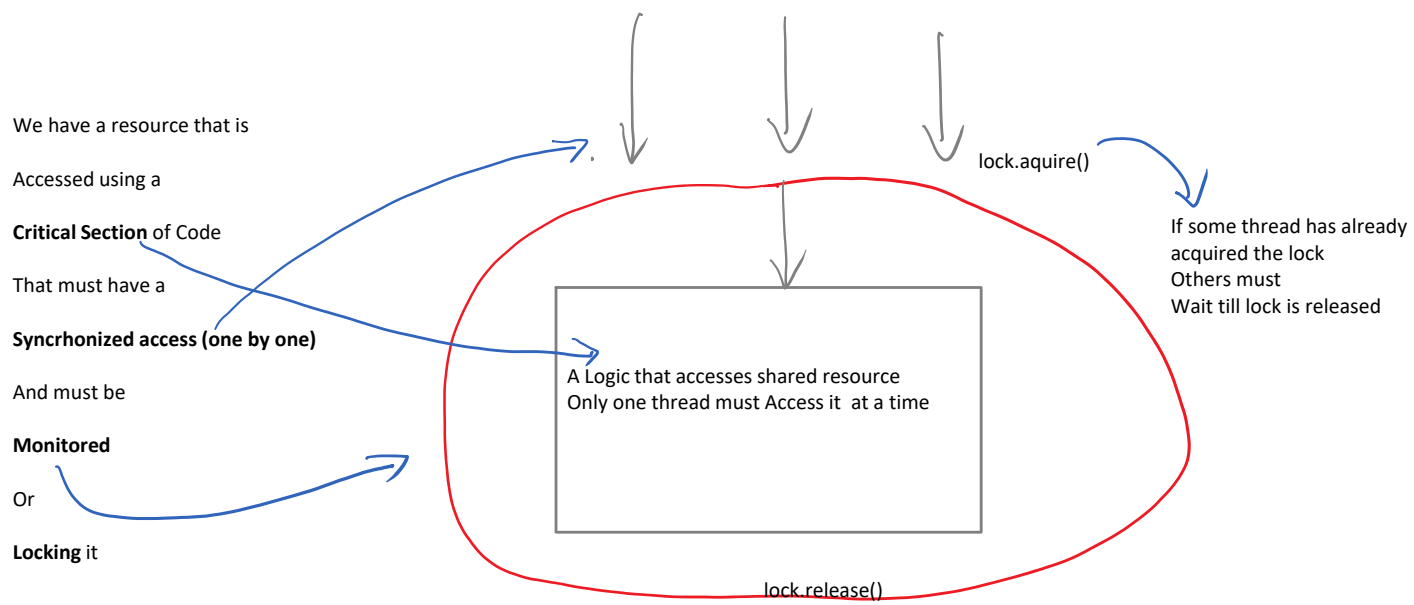 We have a resource that is
Accessed using a
Critical Section of Code
That must have a
Syncrhonized access (one by one)
And must be
Monitored
Or
Locking it
lock.aquire()
If some thread has already
acquired the lock
Others must
Wait till lock is released
A Logic that accesses shared resource
Only one thread must Access it  at a time
lock.release()